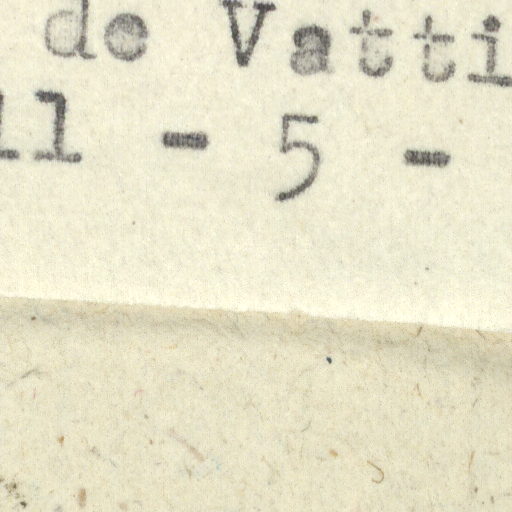 de Vatti
11 - 5 -